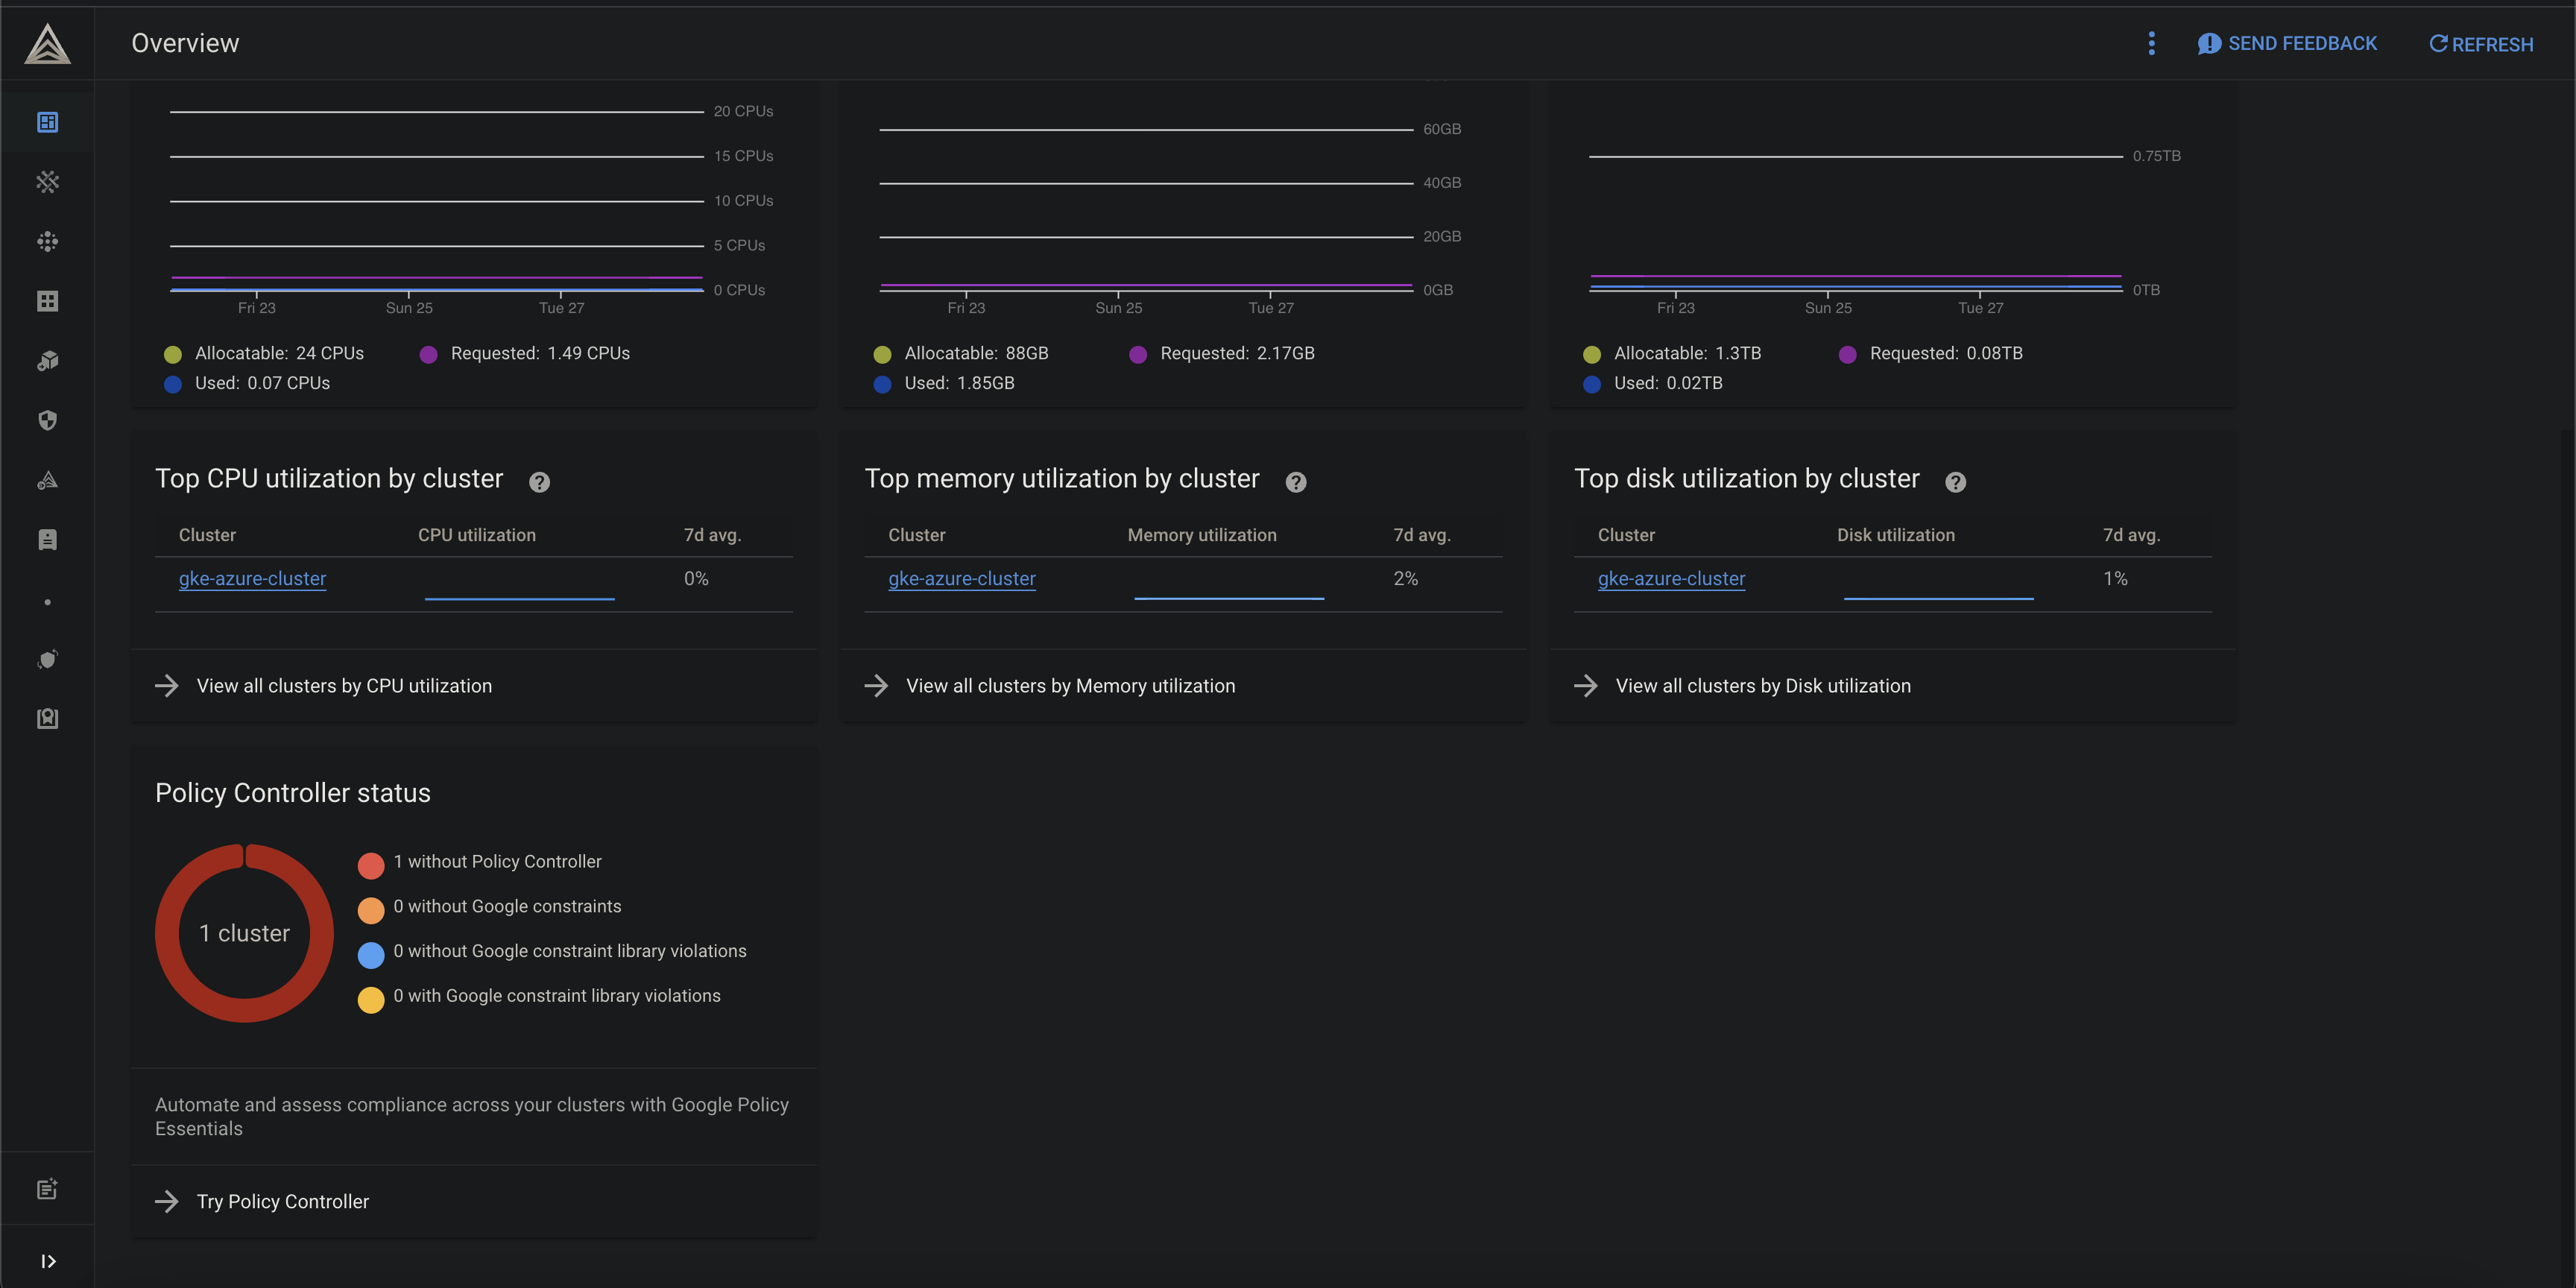 Overview
SEND FEEDBACK
REFRESH
20 CPUs
15 CPUs
10 CPUs
5 CPUs
0 CPUs
Fri 23 Sun 25 Tue 27
Allocatable: 24 CPUs Requested: 1.49 CPUs
Used: 0.07 CPUs
60GB
40GB
20GB
0GB
Fri 23 Sun 25 Tue 27
Allocatable: 88GB Requested: 2.17GB
Used: 1.85GB
0.75TB
0TB
Fri 23 Sun 25 Tue 27
Allocatable: 1.3TB Requested: 0.08TB
Used: 0.02TB
Top CPU utilization by cluster
Cluster CPU utilization 7d avg.
gke-azure-cluster 0%
View all clusters by CPU utilization
Top memory utilization by cluster
Cluster Memory utilization 7d avg.
gke-azure-cluster 2%
View all clusters by Memory utilization
Top disk utilization by cluster
Cluster Disk utilization 7d avg.
gke-azure-cluster 1%
View all clusters by Disk utilization
Policy Controller status
1 cluster
1 without Policy Controller
0 without Google constraints
0 without Google constraint library violations
0 with Google constraint library violations
Automate and assess compliance across your clusters with Google Policy
Essentials
Try Policy Controller